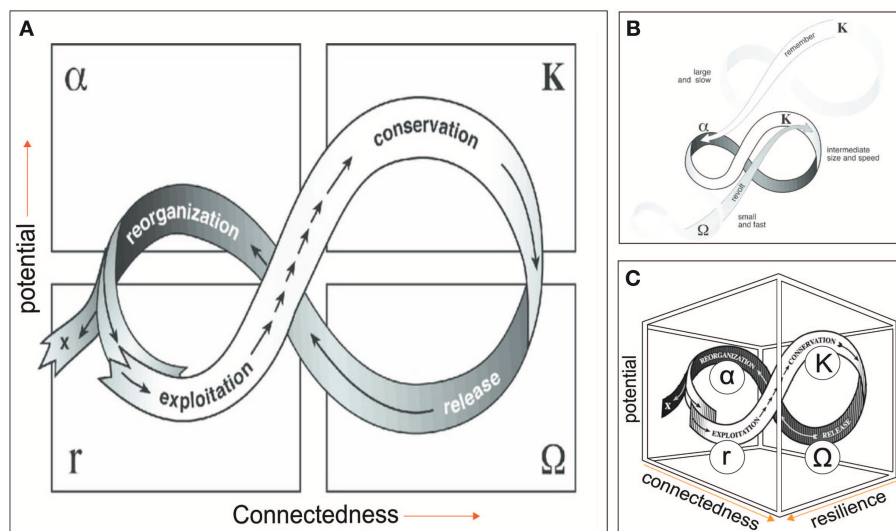 A
α
K
conservation
reorganization
x
exploitation
release
r
Ω
potential
Connectedness
B
K
remember
large
and slow
α
K
intermediate
size and speed
revolt
small
and fast
Ω
C
potential
REORGANIZATION
CONSERVATION
α
K
X
EXPLOITATION
RELEASE
r
Ω
connectedness
resilience